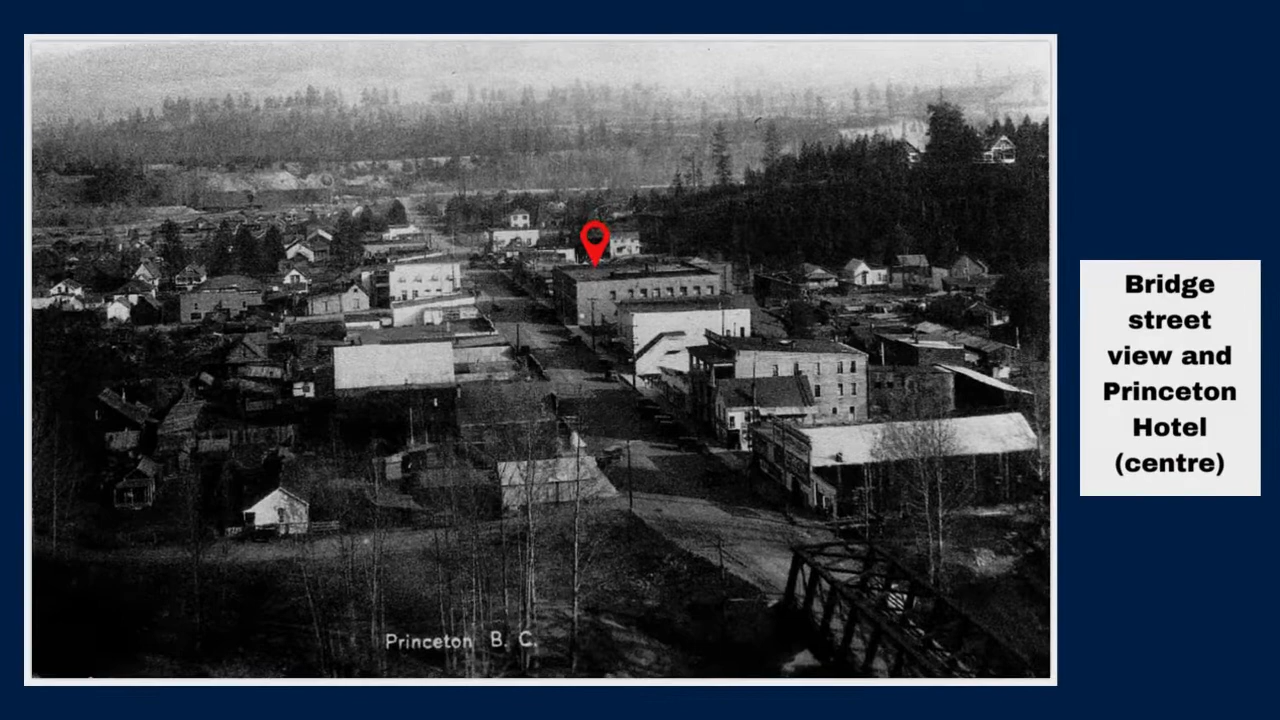 Bridge
street
view and
Princeton
Hotel
(centre)
Princeton B. C.